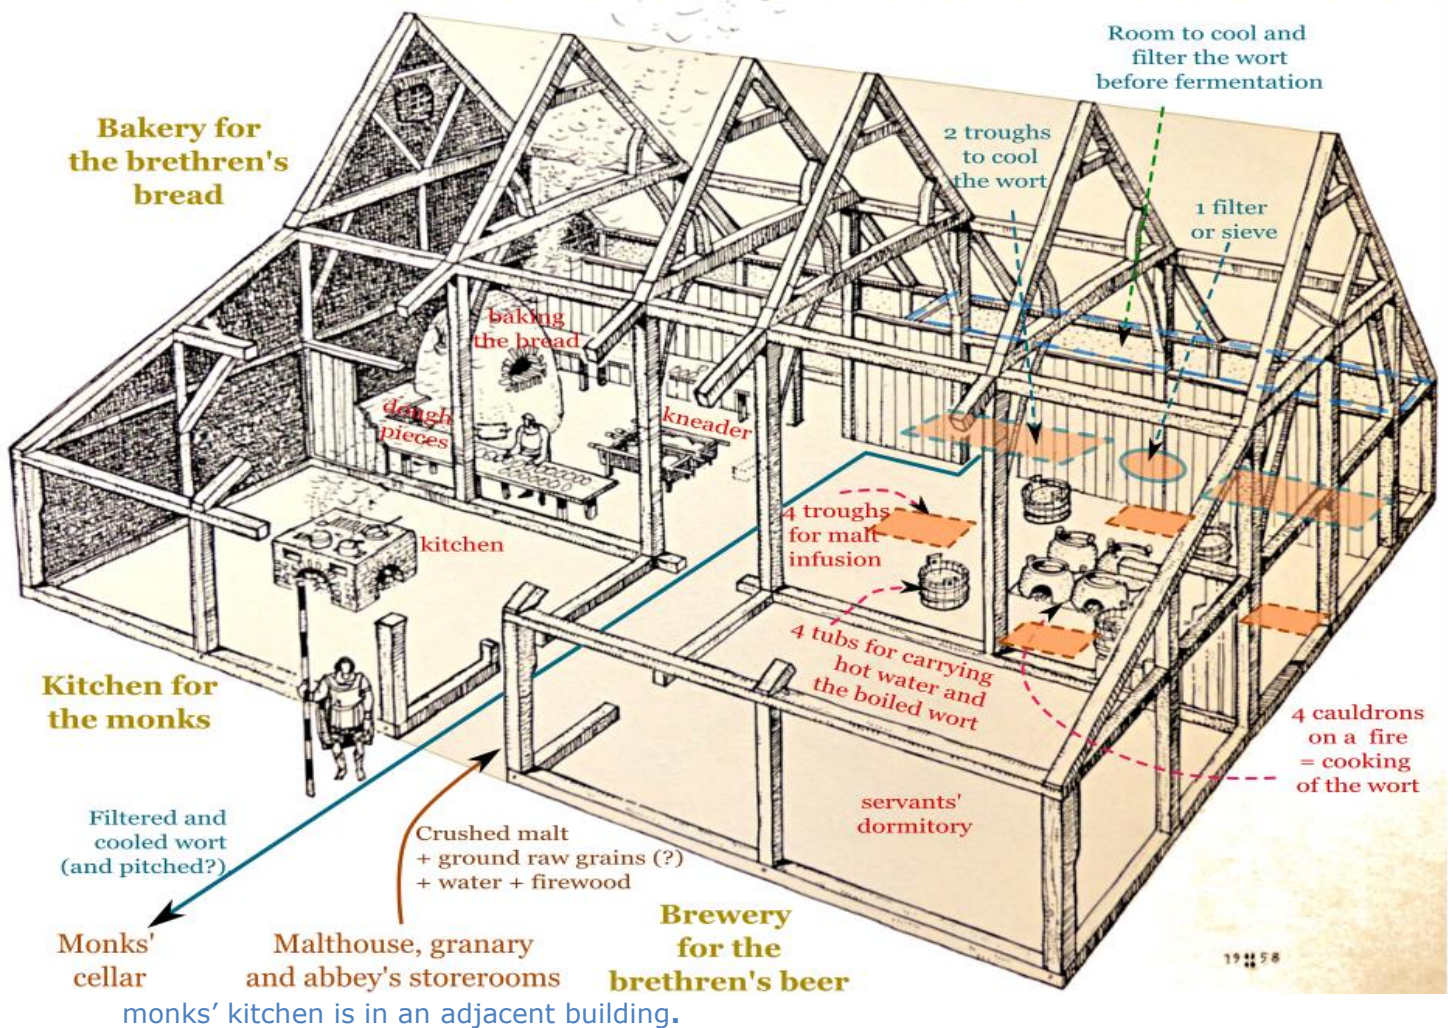 Room to cool and
filter the wort
before fermentation
Bakery for
the brethren's
bread
2 troughs
to cool
the wort
1 filter
or sieve
baking
the bread
dough
pieces
kneader
kitchen
4 troughs
for malt
infusion
4 tubs for carrying
hot water and
the boiled wort
Kitchen for
the monks
4 cauldrons
on a fire
= cooking
of the wort
servants'
dormitory
Filtered and
cooled wort
(and pitched?)
Crushed malt
+ ground raw grains (?)
+ water + firewood
Monks'
cellar
Malthouse, granary
and abbey's storerooms
Brewery
for the
brethren's beer
19 58
monks’ kitchen is in an adjacent building.